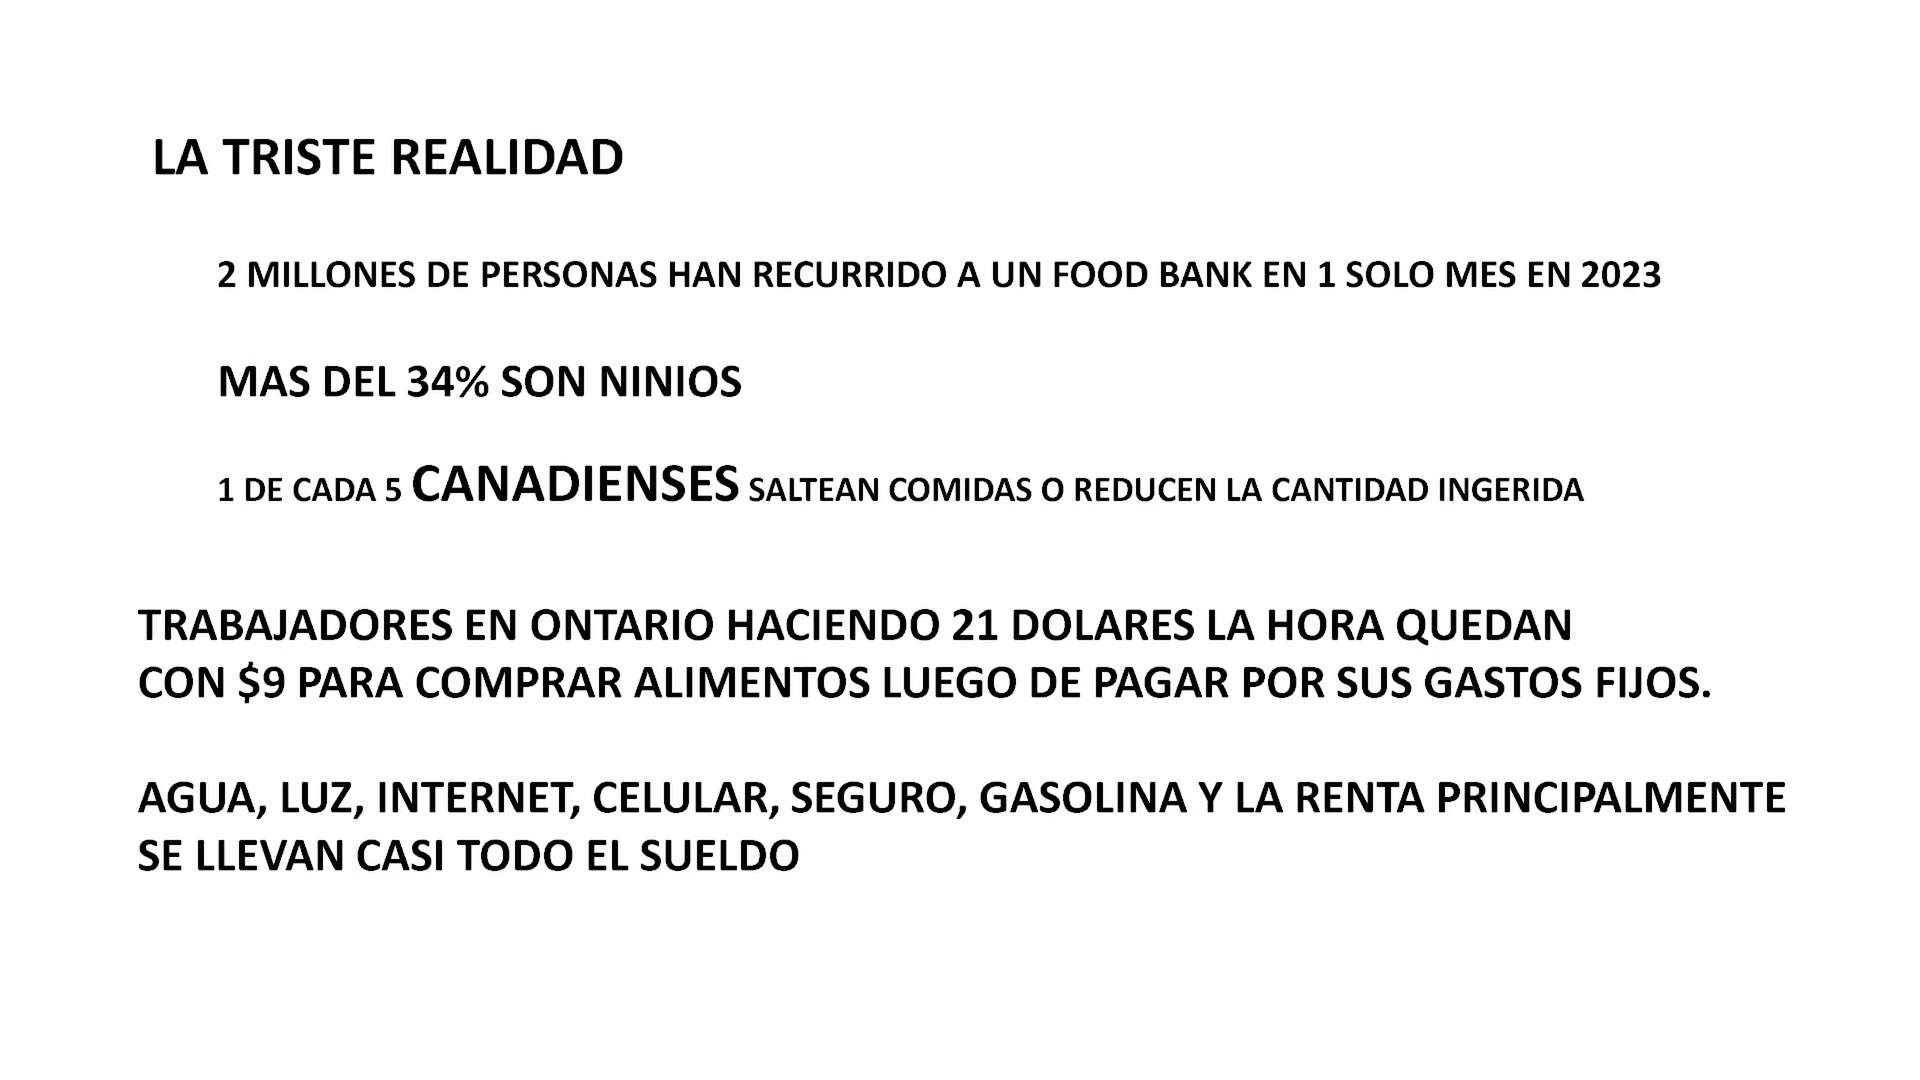 LA TRISTE REALIDAD
2 MILLONES DE PERSONAS HAN RECURRIDO A UN FOOD BANK EN 1 SOLO MES EN 2023
MAS DEL 34% SON NINIOS
1 DE CADA 5 CANADIENSES SALTEAN COMIDAS O REDUCEN LA CANTIDAD INGERIDA
TRABAJADORES EN ONTARIO HACIENDO 21 DOLARES LA HORA QUEDAN
CON $9 PARA COMPRAR ALIMENTOS LUEGO DE PAGAR POR SUS GASTOS FIJOS.
AGUA, LUZ, INTERNET, CELULAR, SEGURO, GASOLINA Y LA RENTA PRINCIPALMENTE
SE LLEVAN CASI TODO EL SUELDO